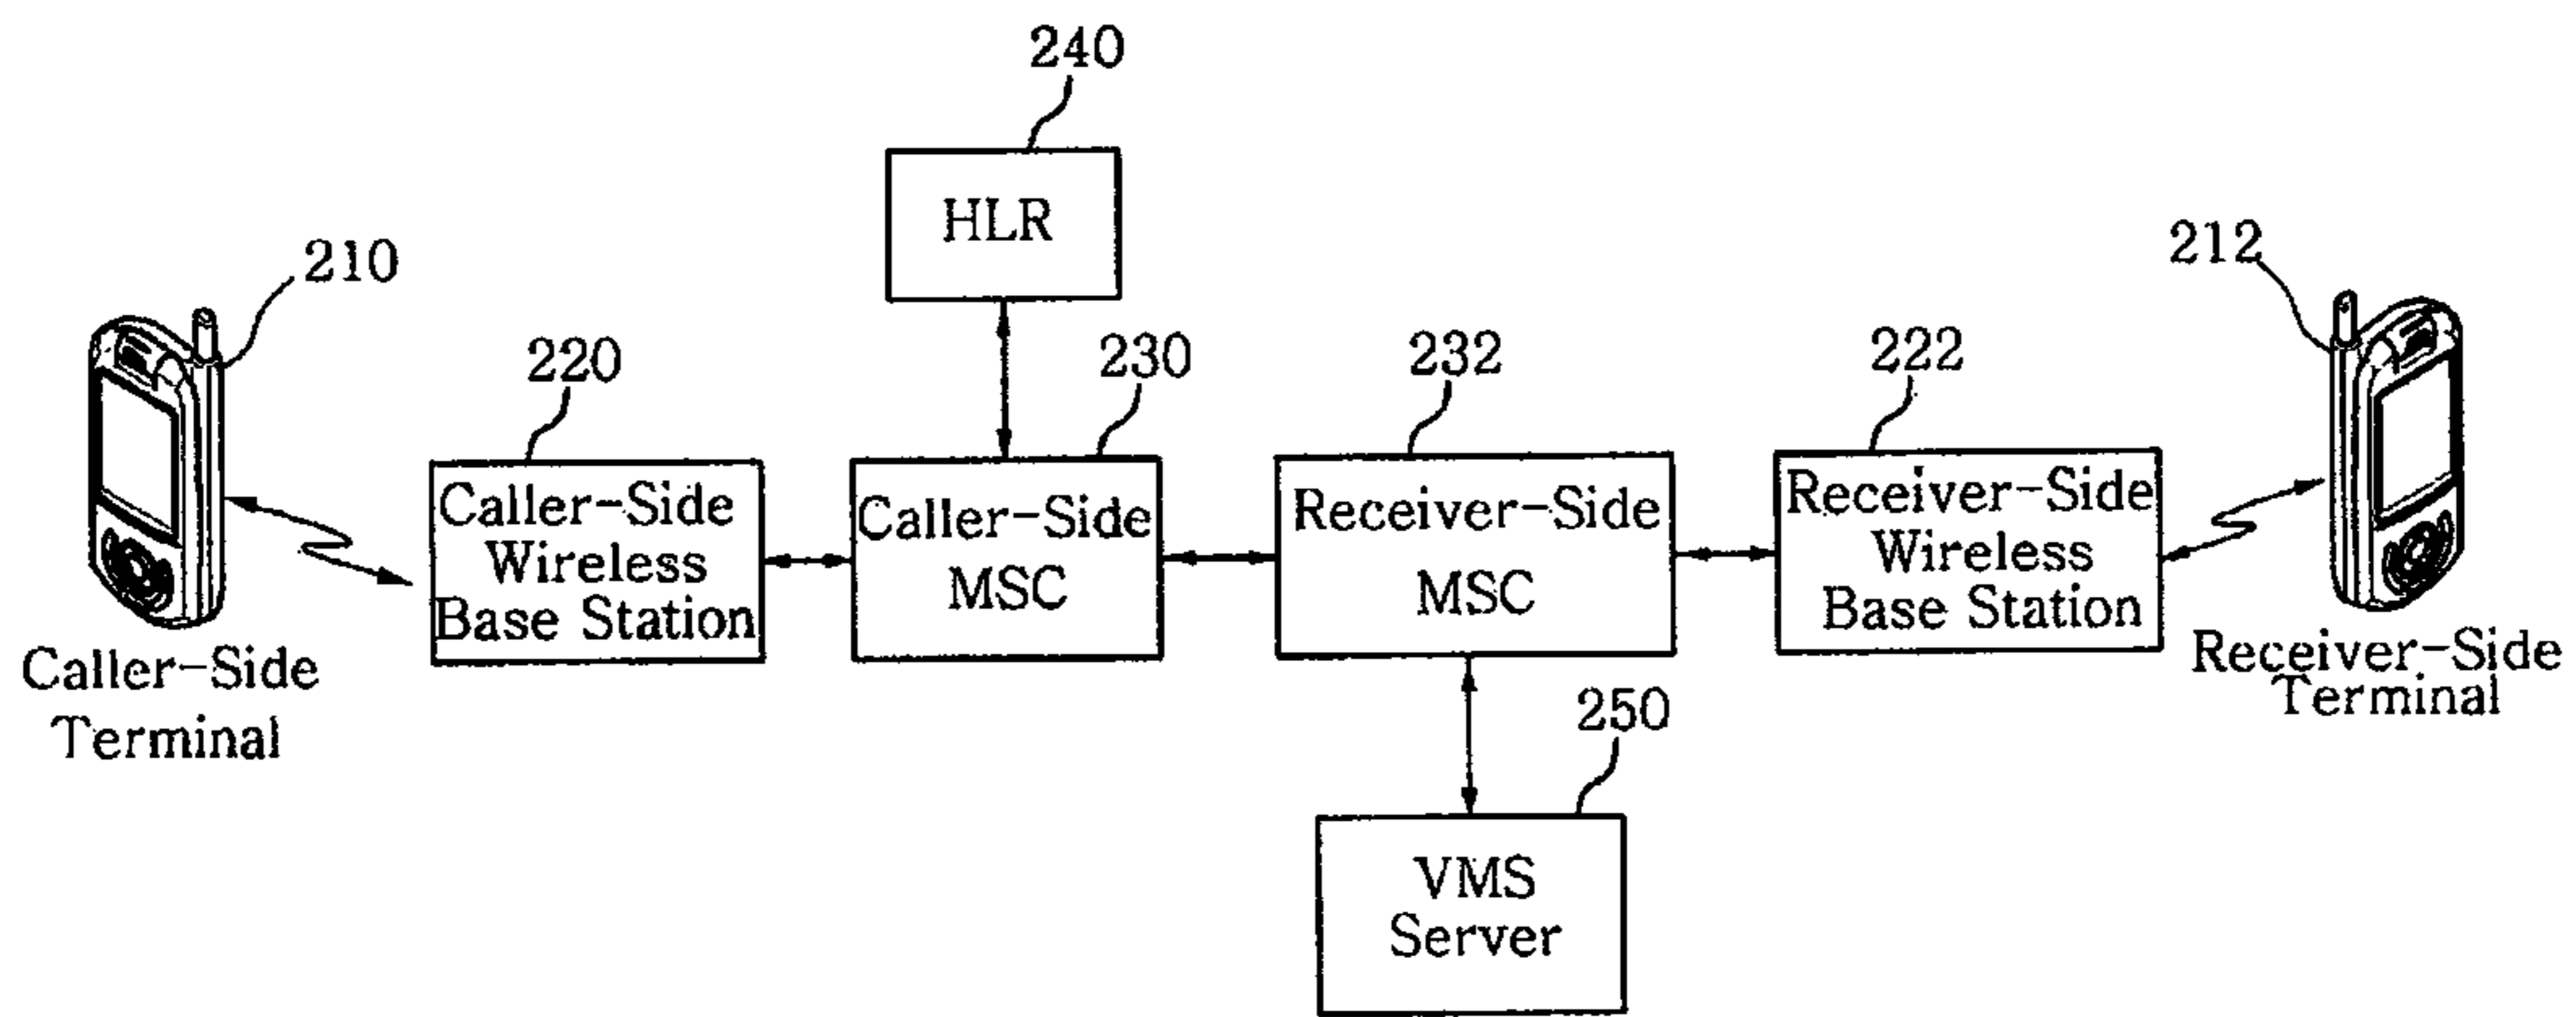 240
HLR
210
212
220
230
232
222
Caller-Side
Wireless
Base Station
Caller-Side
MSC
Receiver-Side
MSC
Receiver-Side
Wireless
Base Station
Caller-Side
Terminal
Receiver-Side
Terminal
250
VMS
Server